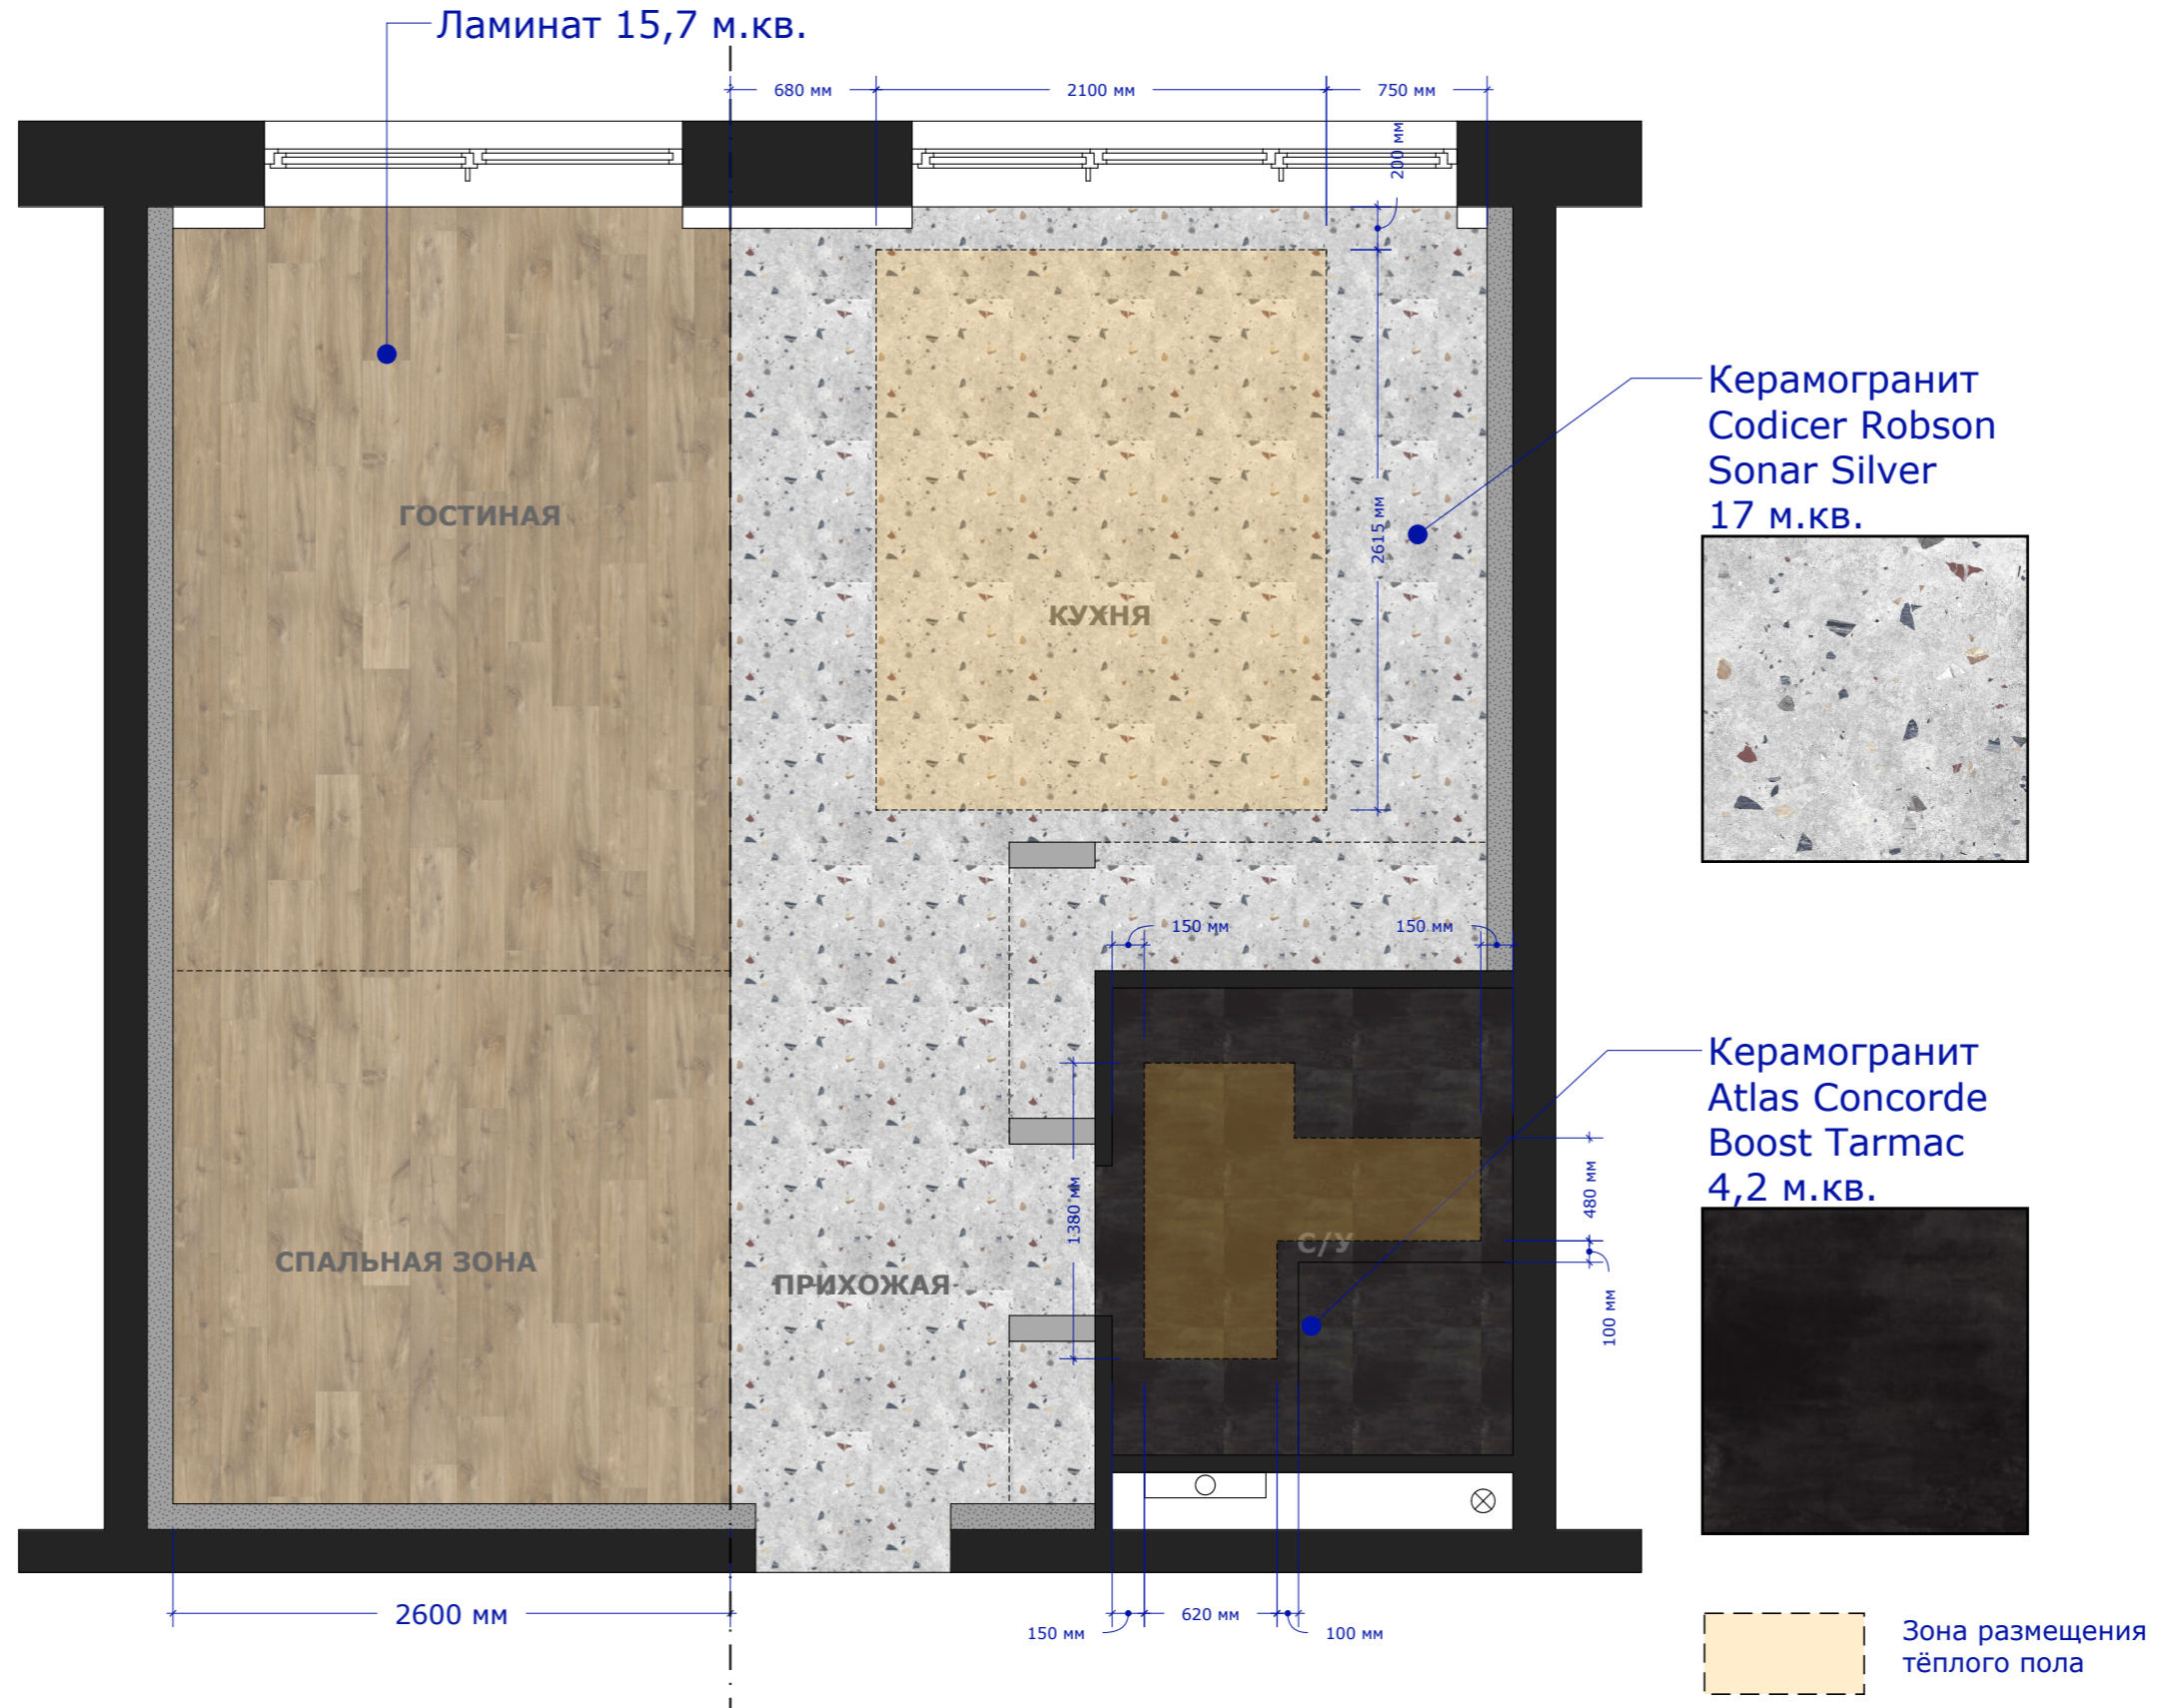 Ламинат 15,7 м.кв.
680 мм
2100 мм
750 мм
200 мм
Керамогранит
Codicer Robson
Sonar Silver
17 м.кв.
ГОСТИНАЯ
2615 мм
КУХНЯ
150 мм
150 мм
Керамогранит
Atlas Concorde
Boost Tarmac
4,2 м.кв.
1380 мм
480 мм
С/У
СПАЛЬНАЯ ЗОНА
ПРИХОЖАЯ
100 мм
2600 мм
150 мм
620 мм
100 мм
Зона размещения
тёплого пола